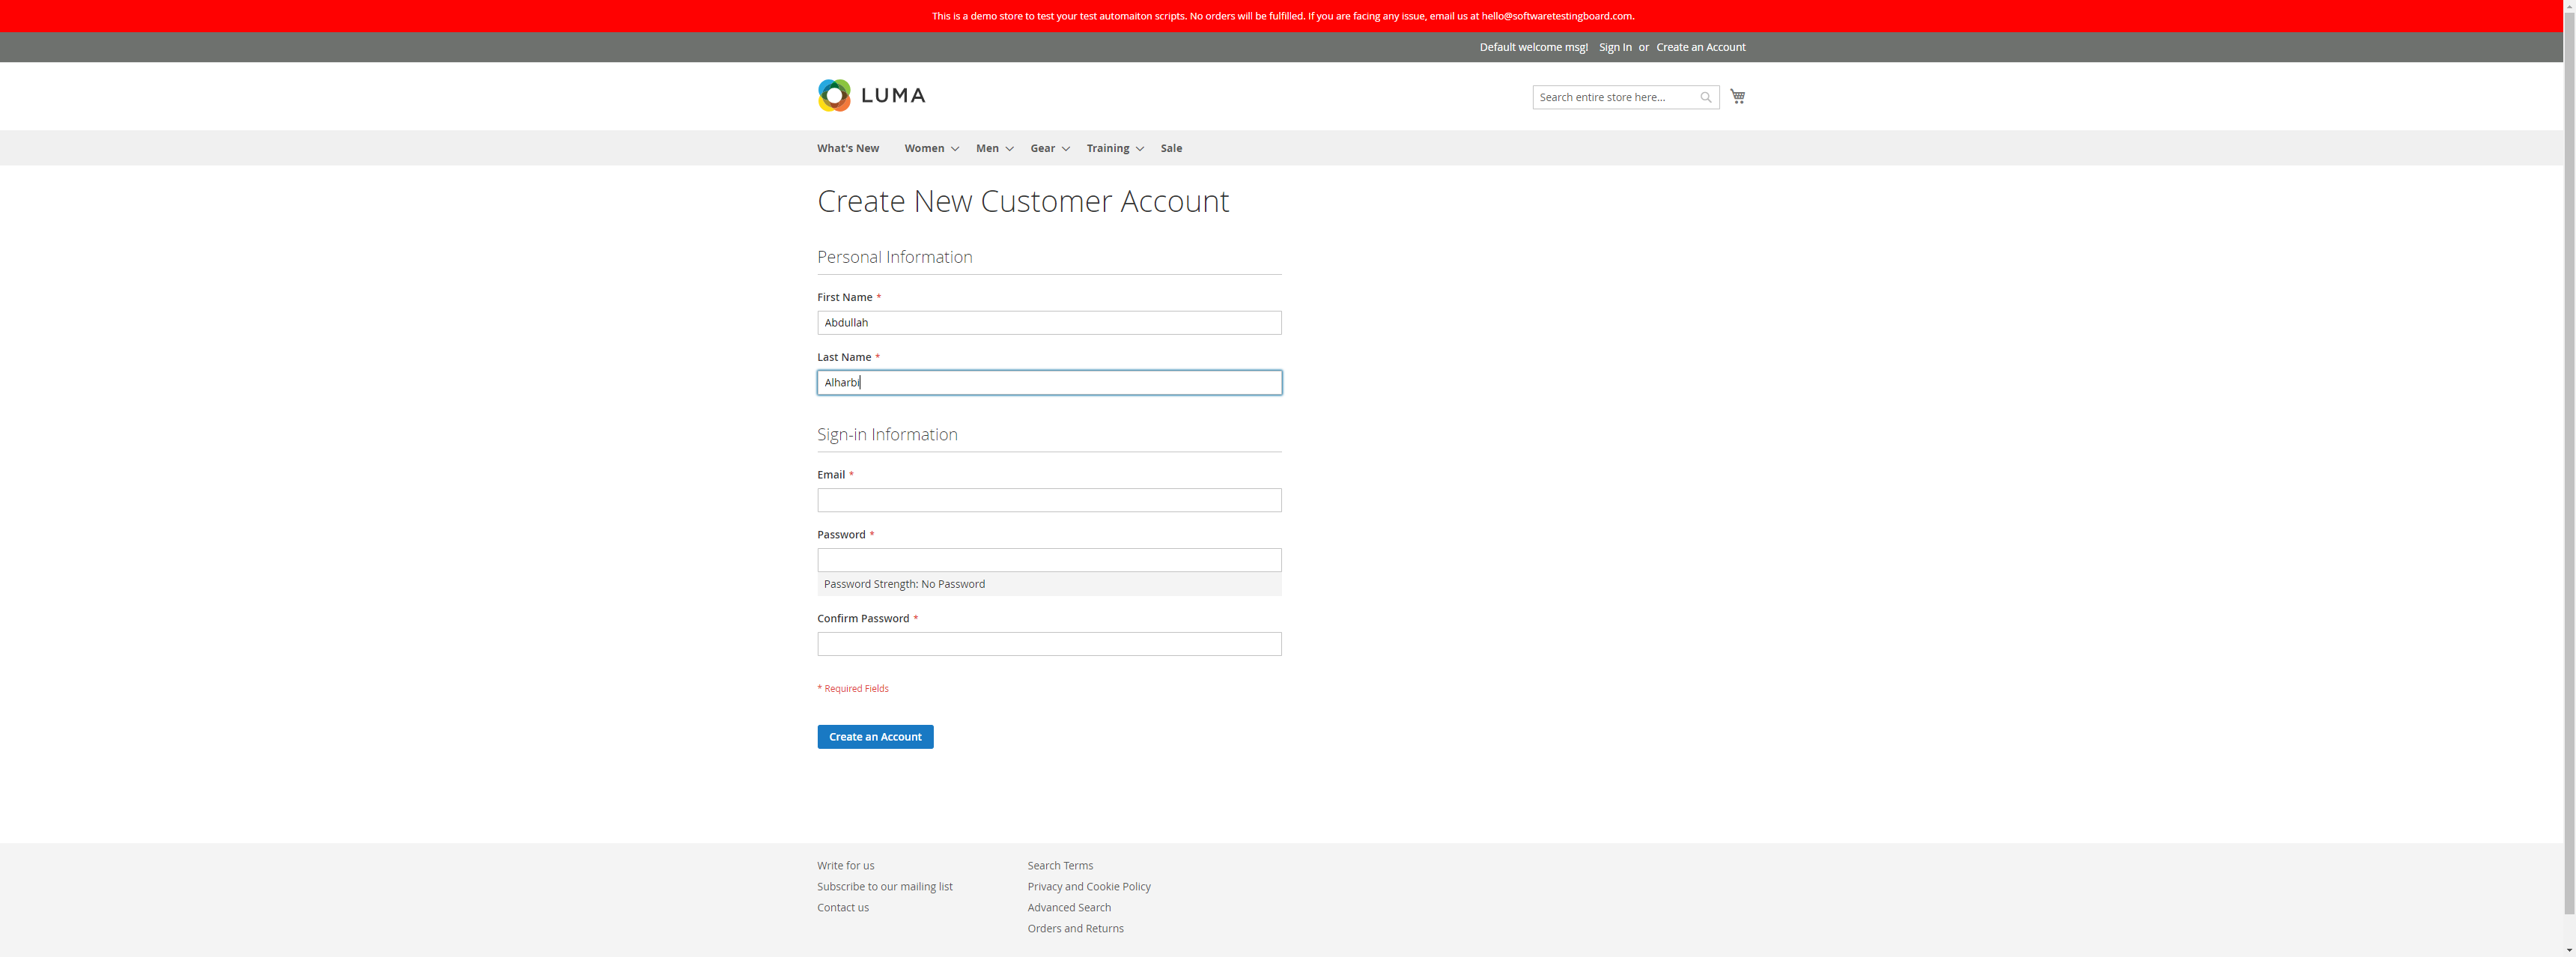 This is a demo store to test your test automaiton scripts. No orders will be fulfilled. If you are facing any issue, email us at hello@softwaretestingboard.com.
Default welcome msg! Sign In or Create an Account
LUMA
Search entire store here...
What's New Women Men Gear Training Sale
Create New Customer Account
Personal Information
First Name *
Abdullah
Last Name *
Alharbi
Sign-in Information
Email *
Password *
Password Strength: No Password
Confirm Password *
* Required Fields
Create an Account
Write for us
Subscribe to our mailing list
Contact us
Search Terms
Privacy and Cookie Policy
Advanced Search
Orders and Returns